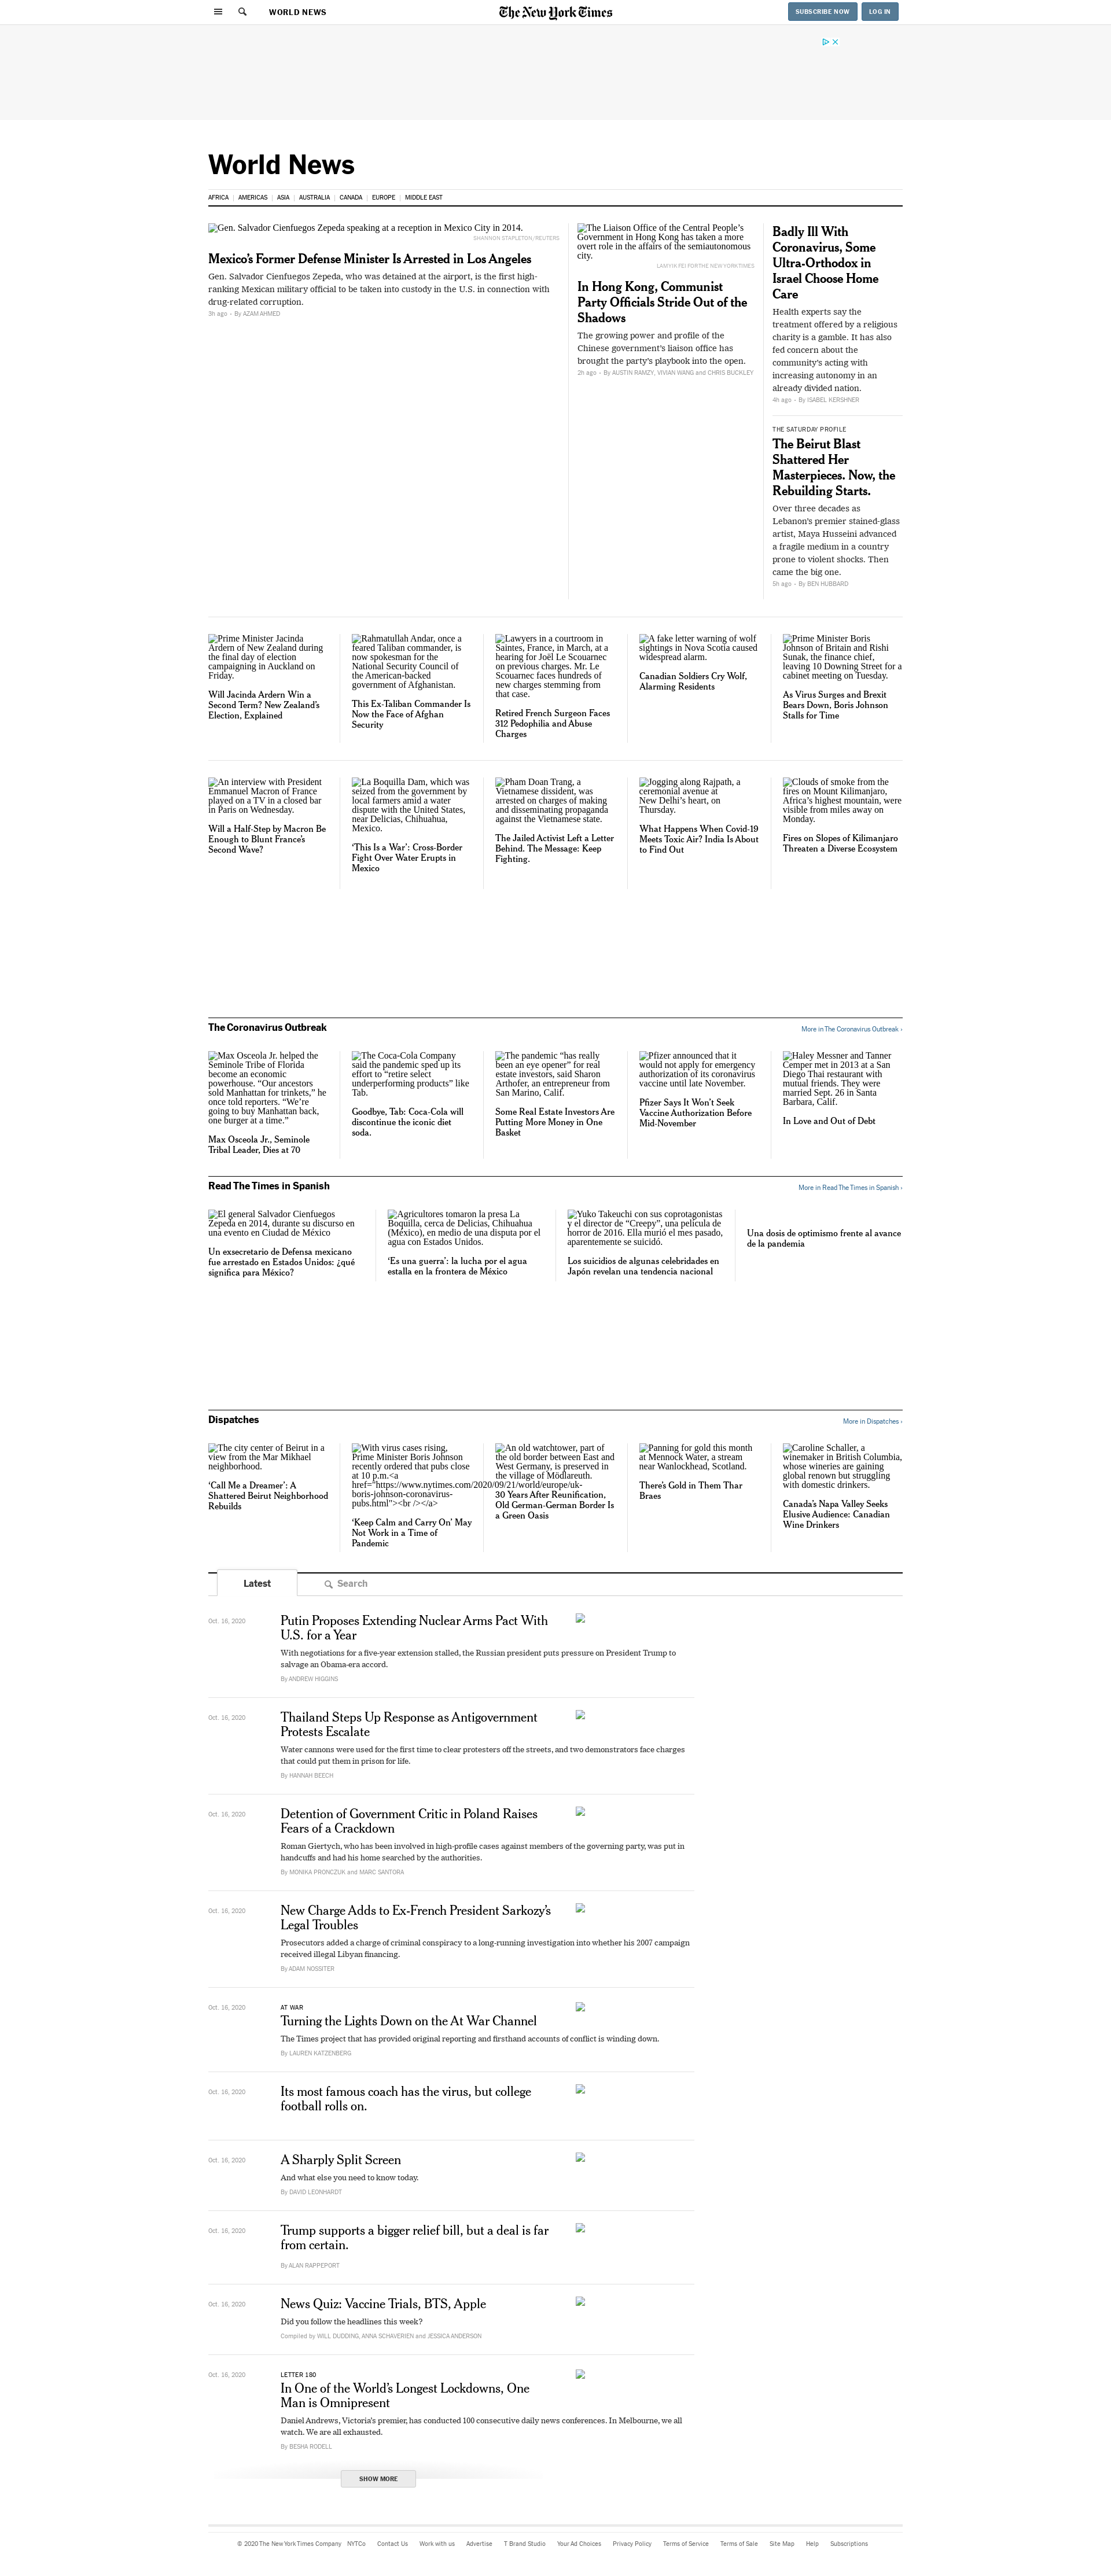 WORLD NEWS
The New York Times
SUBSCRIBE NOW
LOG IN
World News
AFRICA
AMERICAS
ASIA
AUSTRALIA
CANADA
EUROPE
MIDDLE EAST
Gen. Salvador Cienfuegos Zepeda speaking at a reception in Mexico City in 2014.
SHANNON STAPLETON/REUTERS
Mexico’s Former Defense Minister Is Arrested in Los Angeles
Gen. Salvador Cienfuegos Zepeda, who was detained at the airport, is the first high-
ranking Mexican military official to be taken into custody in the U.S. in connection with
drug-related corruption.
3h ago - By AZAM AHMED
The Liaison Office of the Central People’s
Government in Hong Kong has taken a more
overt role in the affairs of the semiautonomous
city.
LAM YIK FEI FOR THE NEW YORK TIMES
In Hong Kong, Communist
Party Officials Stride Out of the
Shadows
The growing power and profile of the
Chinese government’s liaison office has
brought the party’s playbook into the open.
2h ago - By AUSTIN RAMZY, VIVIAN WANG and CHRIS BUCKLEY
Badly Ill With
Coronavirus, Some
Ultra-Orthodox in
Israel Choose Home
Care
Health experts say the
treatment offered by a religious
charity is a gamble. It has also
fed concern about the
community’s acting with
increasing autonomy in an
already divided nation.
4h ago - By ISABEL KERSHNER
THE SATURDAY PROFILE
The Beirut Blast
Shattered Her
Masterpieces. Now, the
Rebuilding Starts.
Over three decades as
Lebanon’s premier stained-glass
artist, Maya Husseini advanced
a fragile medium in a country
prone to violent shocks. Then
came the big one.
5h ago - By BEN HUBBARD
Prime Minister Jacinda
Ardern of New Zealand during
the final day of election
campaigning in Auckland on
Friday.
Will Jacinda Ardern Win a
Second Term? New Zealand’s
Election, Explained
Rahmatullah Andar, once a
feared Taliban commander, is
now spokesman for the
National Security Council of
the American-backed
government of Afghanistan.
This Ex-Taliban Commander Is
Now the Face of Afghan
Security
Lawyers in a courtroom in
Saintes, France, in March, at a
hearing for Joël Le Scouarnec
on previous charges. Mr. Le
Scouarnec faces hundreds of
new charges stemming from
that case.
Retired French Surgeon Faces
312 Pedophilia and Abuse
Charges
A fake letter warning of wolf
sightings in Nova Scotia caused
widespread alarm.
Canadian Soldiers Cry Wolf,
Alarming Residents
Prime Minister Boris
Johnson of Britain and Rishi
Sunak, the finance chief,
leaving 10 Downing Street for a
cabinet meeting on Tuesday.
As Virus Surges and Brexit
Bears Down, Boris Johnson
Stalls for Time
An interview with President
Emmanuel Macron of France
played on a TV in a closed bar
in Paris on Wednesday.
Will a Half-Step by Macron Be
Enough to Blunt France’s
Second Wave?
La Boquilla Dam, which was
seized from the government by
local farmers amid a water
dispute with the United States,
near Delicias, Chihuahua,
Mexico.
‘This Is a War’: Cross-Border
Fight Over Water Erupts in
Mexico
Pham Doan Trang, a
Vietnamese dissident, was
arrested on charges of making
and disseminating propaganda
against the Vietnamese state.
The Jailed Activist Left a Letter
Behind. The Message: Keep
Fighting.
Jogging along Rajpath, a
ceremonial avenue at
New Delhi’s heart, on
Thursday.
What Happens When Covid-19
Meets Toxic Air? India Is About
to Find Out
Clouds of smoke from the
fires on Mount Kilimanjaro,
Africa’s highest mountain, were
visible from miles away on
Monday.
Fires on Slopes of Kilimanjaro
Threaten a Diverse Ecosystem
The Coronavirus Outbreak
More in The Coronavirus Outbreak ›
Max Osceola Jr. helped the
Seminole Tribe of Florida
become an economic
powerhouse. “Our ancestors
sold Manhattan for trinkets,” he
once told reporters. “We’re
going to buy Manhattan back,
one burger at a time.”
Max Osceola Jr., Seminole
Tribal Leader, Dies at 70
The Coca-Cola Company
said the pandemic sped up its
effort to “retire select
underperforming products” like
Tab.
Goodbye, Tab: Coca-Cola will
discontinue the iconic diet
soda.
The pandemic “has really
been an eye opener” for real
estate investors, said Sharon
Arthofer, an entrepreneur from
San Marino, Calif.
Some Real Estate Investors Are
Putting More Money in One
Basket
Pfizer announced that it
would not apply for emergency
authorization of its coronavirus
vaccine until late November.
Pfizer Says It Won’t Seek
Vaccine Authorization Before
Mid-November
Haley Messner and Tanner
Cemper met in 2013 at a San
Diego Thai restaurant with
mutual friends. They were
married Sept. 26 in Santa
Barbara, Calif.
In Love and Out of Debt
Read The Times in Spanish
More in Read The Times in Spanish ›
El general Salvador Cienfuegos
Zepeda en 2014, durante su discurso en
una evento en Ciudad de México
Un exsecretario de Defensa mexicano
fue arrestado en Estados Unidos: ¿qué
significa para México?
Agricultores tomaron la presa La
Boquilla, cerca de Delicias, Chihuahua
(México), en medio de una disputa por el
agua con Estados Unidos.
‘Es una guerra’: la lucha por el agua
estalla en la frontera de México
Yuko Takeuchi con sus coprotagonistas
y el director de “Creepy”, una película de
horror de 2016. Ella murió el mes pasado,
aparentemente se suicidó.
Los suicidios de algunas celebridades en
Japón revelan una tendencia nacional
Una dosis de optimismo frente al avance
de la pandemia
Dispatches
More in Dispatches ›
The city center of Beirut in a
view from the Mar Mikhael
neighborhood.
‘Call Me a Dreamer’: A
Shattered Beirut Neighborhood
Rebuilds
With virus cases rising,
Prime Minister Boris Johnson
recently ordered that pubs close
at 10 p.m.<a
href="https://www.nytimes.com/2020/09/21/world/europe/uk-
boris-johnson-coronavirus-
pubs.html"><br /></a>
‘Keep Calm and Carry On’ May
Not Work in a Time of
Pandemic
An old watchtower, part of
the old border between East and
West Germany, is preserved in
the village of Mödlareuth.
30 Years After Reunification,
Old German-German Border Is
a Green Oasis
Panning for gold this month
at Mennock Water, a stream
near Wanlockhead, Scotland.
There’s Gold in Them Thar
Braes
Caroline Schaller, a
winemaker in British Columbia,
whose wineries are gaining
global renown but struggling
with domestic drinkers.
Canada’s Napa Valley Seeks
Elusive Audience: Canadian
Wine Drinkers
Latest
Search
Oct. 16, 2020
Putin Proposes Extending Nuclear Arms Pact With
U.S. for a Year
With negotiations for a five-year extension stalled, the Russian president puts pressure on President Trump to
salvage an Obama-era accord.
By ANDREW HIGGINS
Oct. 16, 2020
Thailand Steps Up Response as Antigovernment
Protests Escalate
Water cannons were used for the first time to clear protesters off the streets, and two demonstrators face charges
that could put them in prison for life.
By HANNAH BEECH
Oct. 16, 2020
Detention of Government Critic in Poland Raises
Fears of a Crackdown
Roman Giertych, who has been involved in high-profile cases against members of the governing party, was put in
handcuffs and had his home searched by the authorities.
By MONIKA PRONCZUK and MARC SANTORA
Oct. 16, 2020
New Charge Adds to Ex-French President Sarkozy’s
Legal Troubles
Prosecutors added a charge of criminal conspiracy to a long-running investigation into whether his 2007 campaign
received illegal Libyan financing.
By ADAM NOSSITER
Oct. 16, 2020
AT WAR
Turning the Lights Down on the At War Channel
The Times project that has provided original reporting and firsthand accounts of conflict is winding down.
By LAUREN KATZENBERG
Oct. 16, 2020
Its most famous coach has the virus, but college
football rolls on.
Oct. 16, 2020
A Sharply Split Screen
And what else you need to know today.
By DAVID LEONHARDT
Oct. 16, 2020
Trump supports a bigger relief bill, but a deal is far
from certain.
By ALAN RAPPEPORT
Oct. 16, 2020
News Quiz: Vaccine Trials, BTS, Apple
Did you follow the headlines this week?
Compiled by WILL DUDDING, ANNA SCHAVERIEN and JESSICA ANDERSON
Oct. 16, 2020
LETTER 180
In One of the World’s Longest Lockdowns, One
Man is Omnipresent
Daniel Andrews, Victoria’s premier, has conducted 100 consecutive daily news conferences. In Melbourne, we all
watch. We are all exhausted.
By BESHA RODELL
SHOW MORE
© 2020 The New York Times Company
NYTCo
Contact Us
Work with us
Advertise
T Brand Studio
Your Ad Choices
Privacy Policy
Terms of Service
Terms of Sale
Site Map
Help
Subscriptions